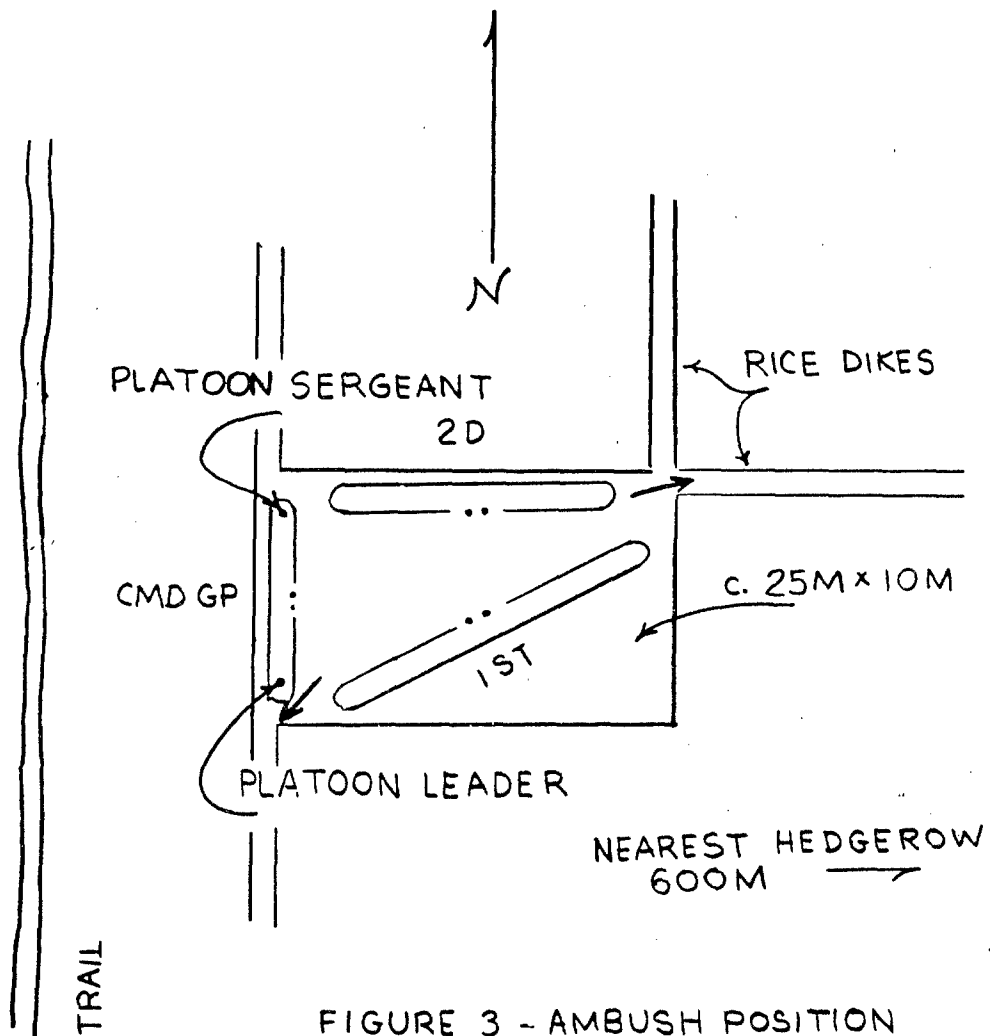 N
RICE DIKES
PLATOON SERGEANT
2D
CMD GP
c. 25M x 10M
1ST
PLATOON LEADER
NEAREST HEDGEROW
600M
TRAIL
FIGURE 3 - AMBUSH POSITION